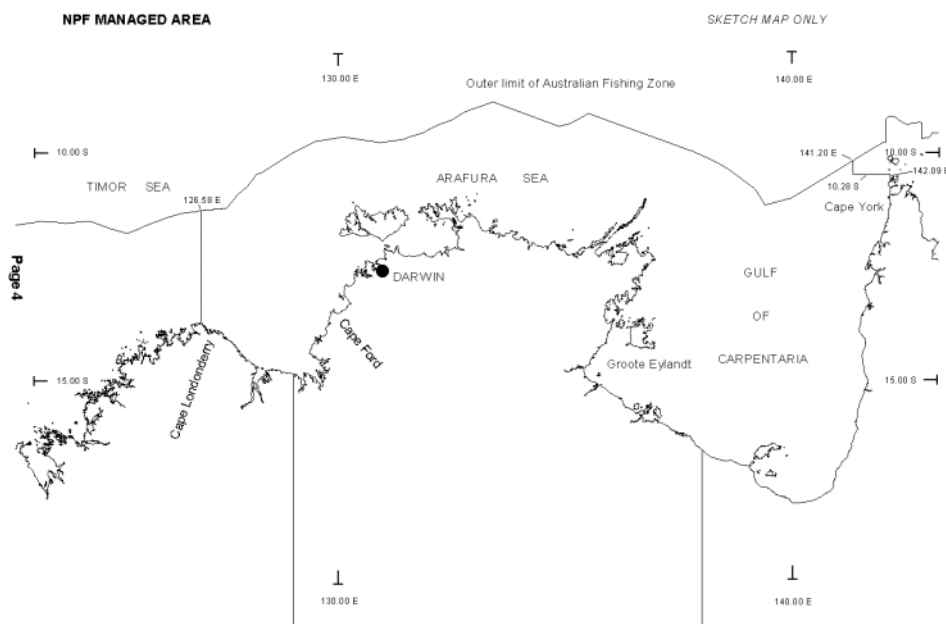 NPF MANAGED AREA
SKETCH MAP ONLY
130.00 E
140.00 E
Outer limit of Australian Fishing Zone
10.00 S
141.20 E
10.00 S
142.09 E
10.28 S
TIMOR SEA
ARAFURA SEA
126.58 E
Cape York
Page 4
DARWIN
GULF
OF
CARPENTARIA
Cape Ford
Cape Londonderry
Groote Eylandt
15.00 S
15.00 S
130.00 E
140.00 E